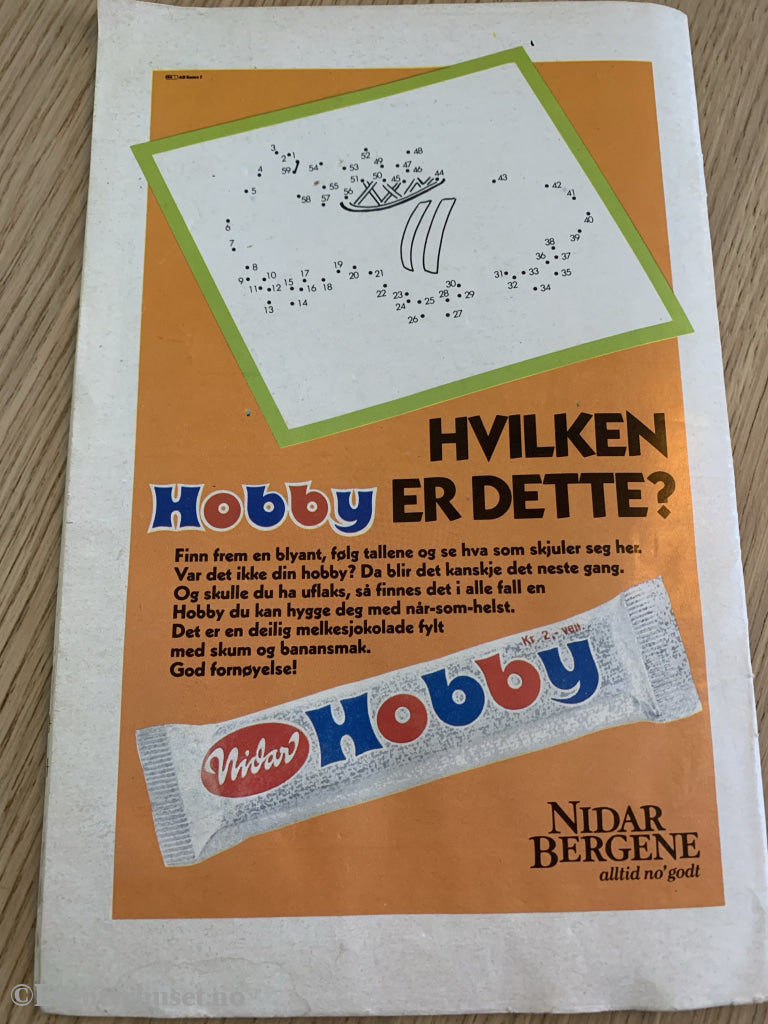 HVILKEN
Hobby ER DETTE?
Finn frem en blyant, følg tallene og se hva som skjuler seg her.
Var det ikke din hobby? Da blir det kanskje det neste gang.
Og skulle du ha uflaks, så finnes det i alle fall en
Hobby du kan hygge deg med når-som-helst.
Det er en deilig melkesjokolade fylt
med skum og banansmak.
God fornøyelse!
Kr. 2,- veil.
Nidar Hobby
NIDAR
BERGENE
alltid no'godt